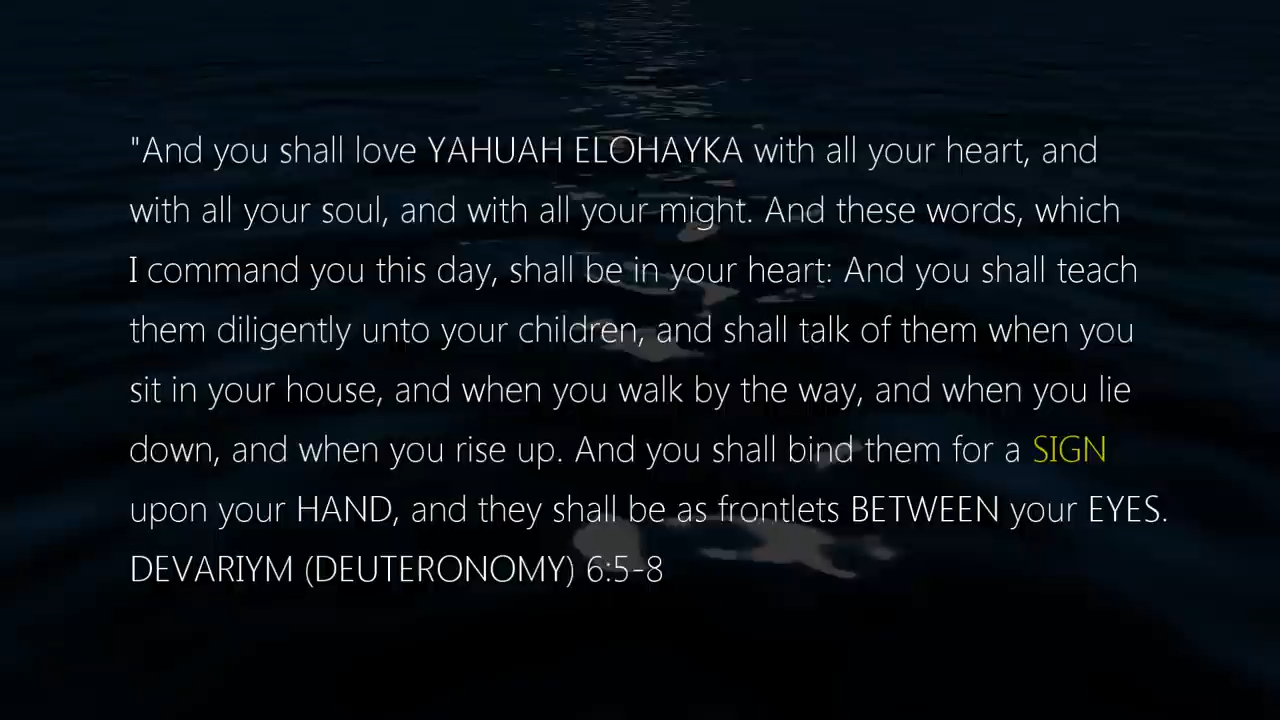 "And you shall love YAHUAH ELOHAYKA with all your heart, and
with all your soul, and with all your might. And these words, which
I command you this day, shall be in your heart: And you shall teach
them diligently unto your children, and shall talk of them when you
sit in your house, and when you walk by the way, and when you lie
down, and when you rise up. And you shall bind them for a SIGN
upon your HAND, and they shall be as frontlets BETWEEN your EYES.
DEVARIYM (DEUTERONOMY) 6:5-8